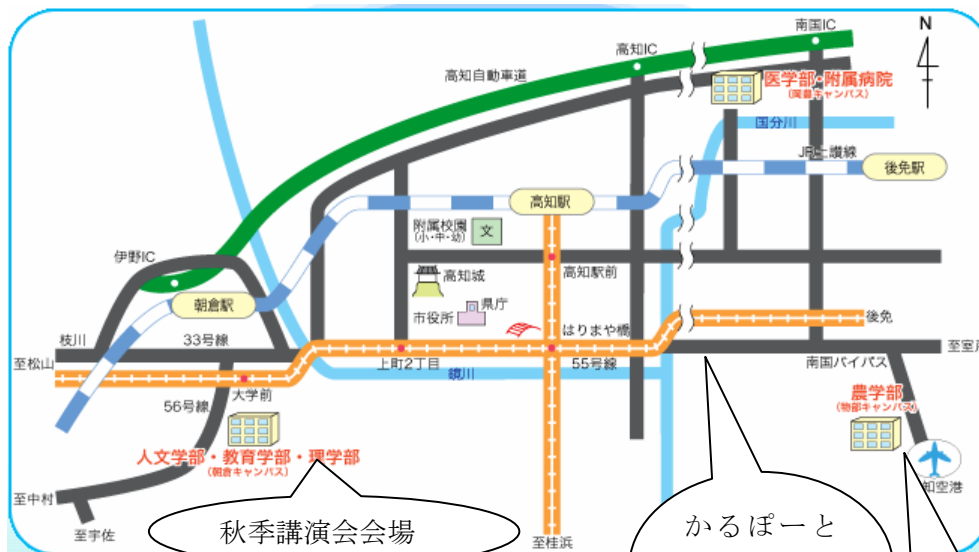 南国IC
N
高知IC
高知自動車道
医学部・附属病院
(岡豊キャンパス)
国分川
JR土讃線
後免駅
高知駅
附属校園
(小・中・幼)
文
伊野IC
高知城
高知駅前
朝倉駅
県庁
市役所
はりまや橋
後免
枝川
33号線
至松山
上町2丁目
55号線
南国バイパス
至室戸
鏡川
大学前
56号線
農学部
(物部キャンパス)
人文学部・教育学部・理学部
(朝倉キャンパス)
知空港
至中村
秋季講演会会場
かるぽーと
至宇佐
至桂浜